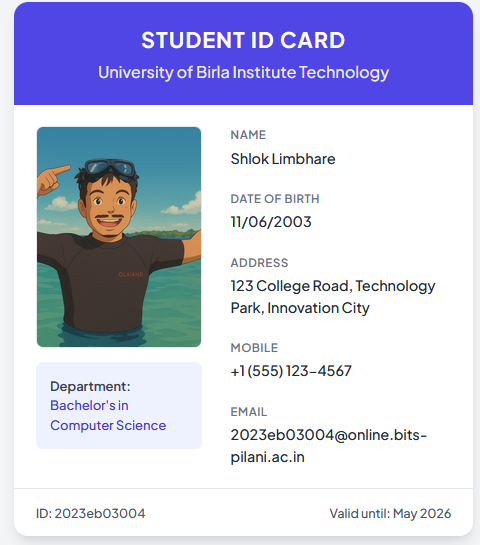 STUDENT ID CARD
University of Birla Institute Technology
NAME
Shlok Limbhare
DATE OF BIRTH
11/06/2003
ADDRESS
123 College Road, Technology
Park, Innovation City
MOBILE
+1 (555) 123-4567
EMAIL
2023eb03004@online.bits-
pilani.ac.in
Department:
Bachelor's in
Computer Science
ID: 2023eb03004
Valid until: May 2026